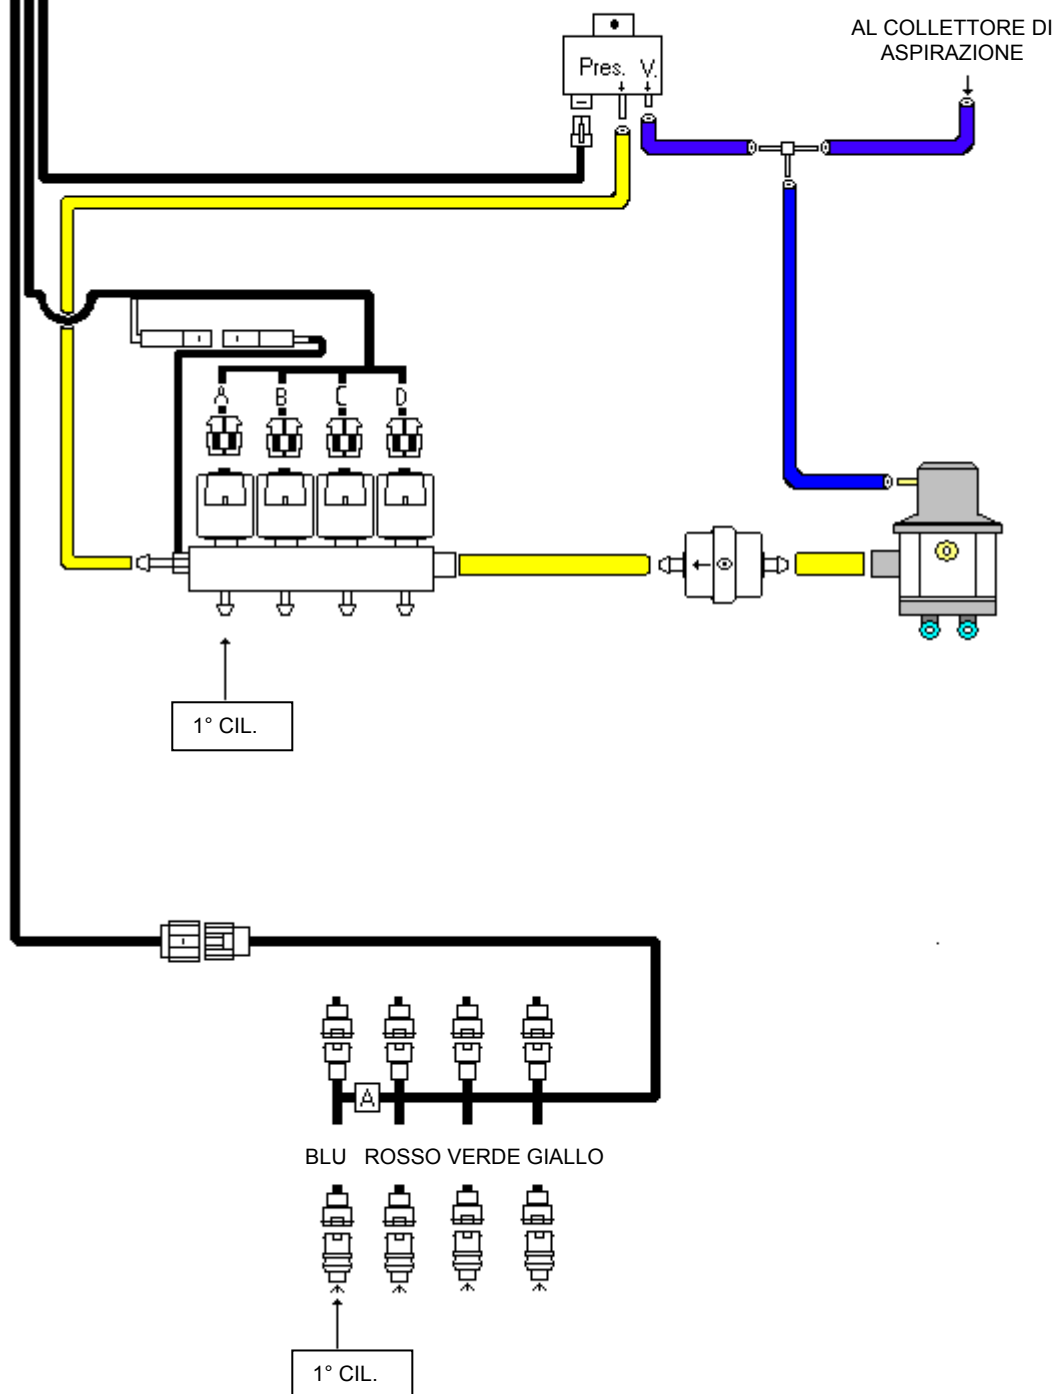 AL COLLETTORE DI
ASPIRAZIONE
Pres. V.
A B C D
1° CIL.
A
BLU ROSSO VERDE GIALLO
1° CIL.